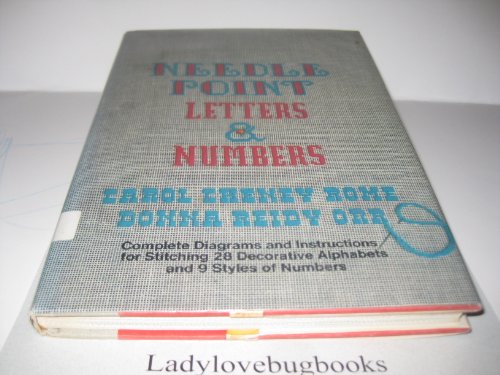 NEEDLE
POINT
LETTERS
&
NUMBERS
CAROL CHENEY ROME
DONNA REIDY ORR
Complete Diagrams and Instructions
for Stitching 28 Decorative Alphabets
and 9 Styles of Numbers
Ladylovebugbooks